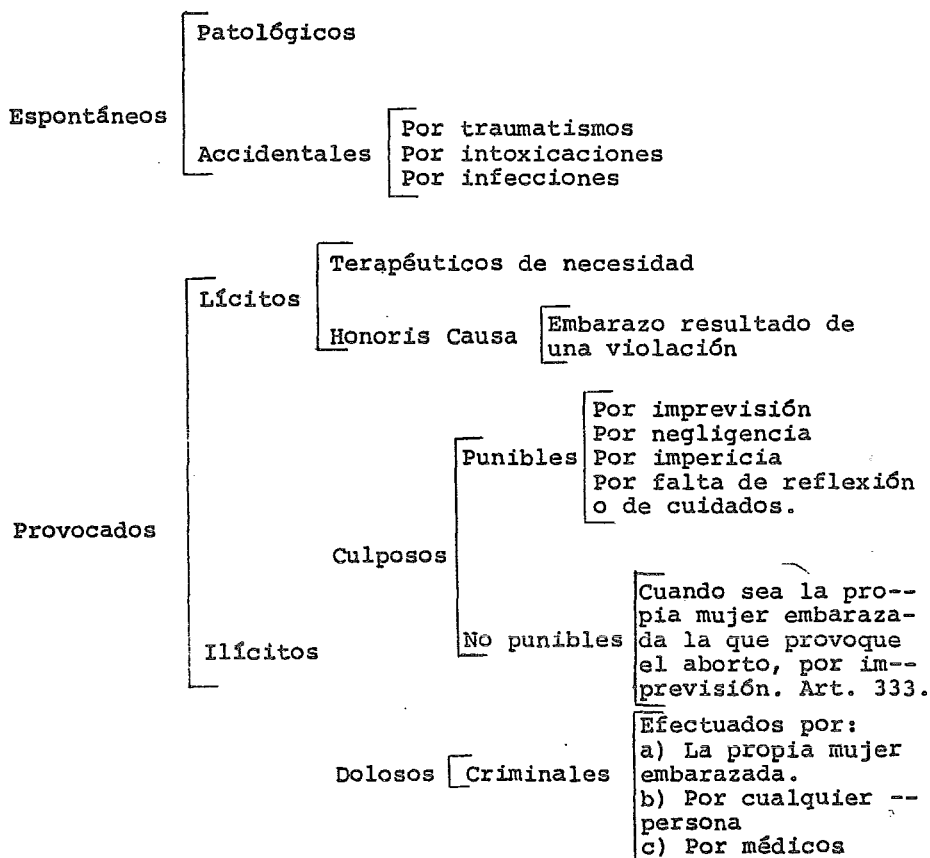 Patológicos
Espontáneos
Accidentales
Por traumatismos
Por intoxicaciones
Por infecciones
Provocados
Lícitos
Terapéuticos de necesidad
Honoris Causa
Embarazo resultado de
una violación
Ilícitos
Culposos
Punibles
Por imprevisión
Por negligencia
Por impericia
Por falta de reflexión
o de cuidados.
No punibles
Cuando sea la pro--
pia mujer embaraza-
da la que provoque
el aborto, por im--
previsión. Art. 333.
Dolosos
Criminales
Efectuados por:
a) La propia mujer
embarazada.
b) Por cualquier --
persona
c) Por médicos